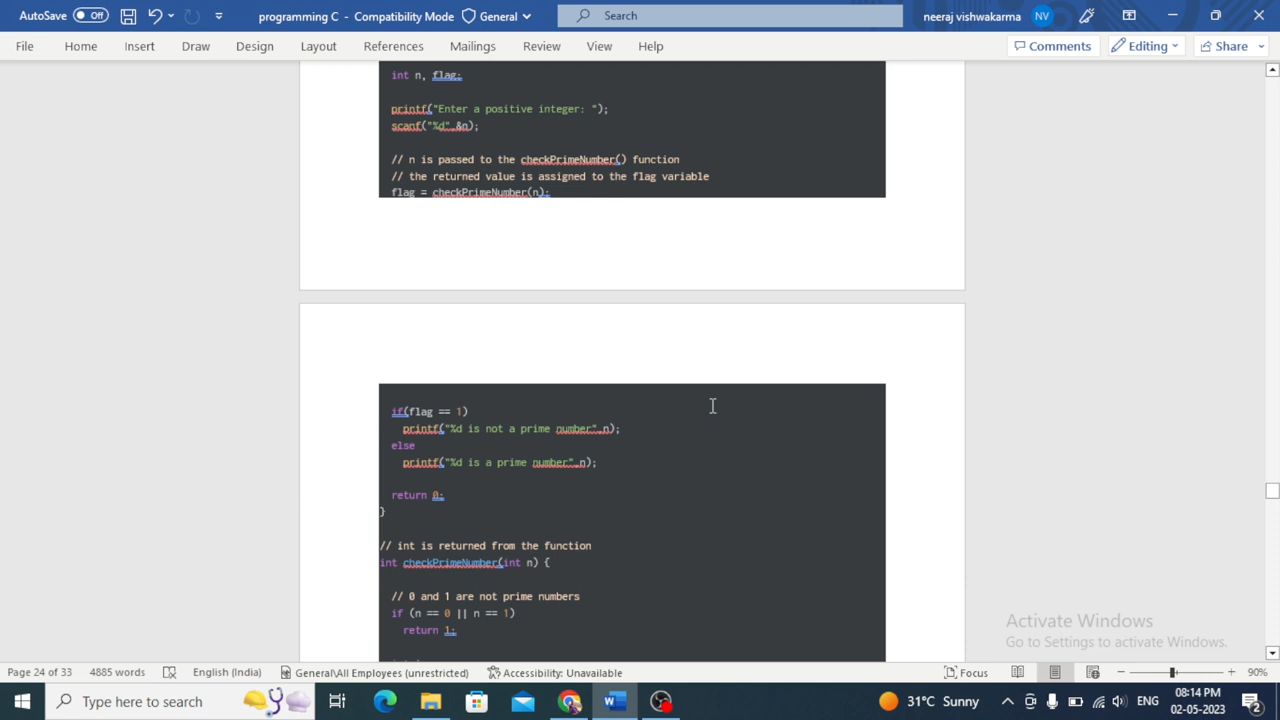 AutoSave Off programming C - Compatibility Mode General Search neeraj vishwakarma NV
File Home Insert Draw Design Layout References Mailings Review View Help Comments Editing Share
int n, flag;
printf("Enter a positive integer: ");
scanf("%d",&n);
// n is passed to the checkPrimeNumber() function
// the returned value is assigned to the flag variable
flag = checkPrimeNumber(n);
if(flag == 1)
printf("%d is not a prime number",n);
else
printf("%d is a prime number",n);
return 0;
}
// int is returned from the function
int checkPrimeNumber(int n) {
// 0 and 1 are not prime numbers
if (n == 0 || n == 1)
return 1;
Activate Windows
Go to Settings to activate Windows.
Page 24 of 33 4885 words English (India) General\All Employees (unrestricted) Accessibility: Unavailable Focus 90%
Type here to search 31°C Sunny ENG 08:14 PM 02-05-2023 2